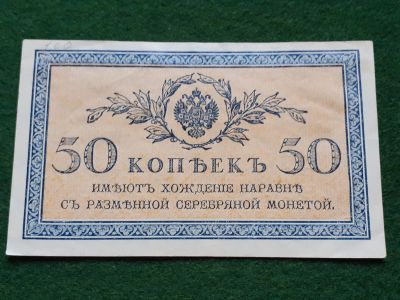 50 КОПѢЕКЪ 50
ИМѢЮТЪ ХОЖДЕНІЕ НАРАВНѢ
СЪ РАЗМѢННОЙ СЕРЕБРЯНОЙ МОНЕТОЙ.